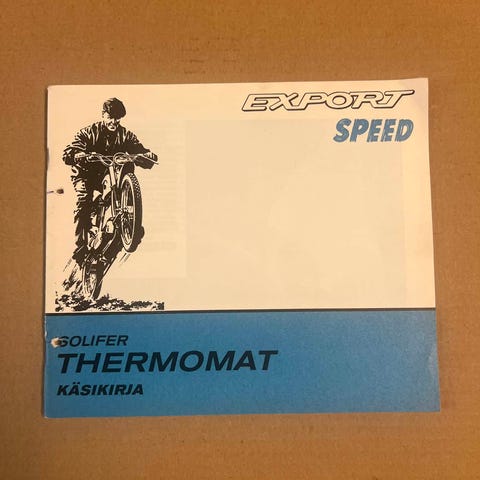 EXPORT
SPEED
SOLIFER
THERMOMAT
KÄSIKIRJA